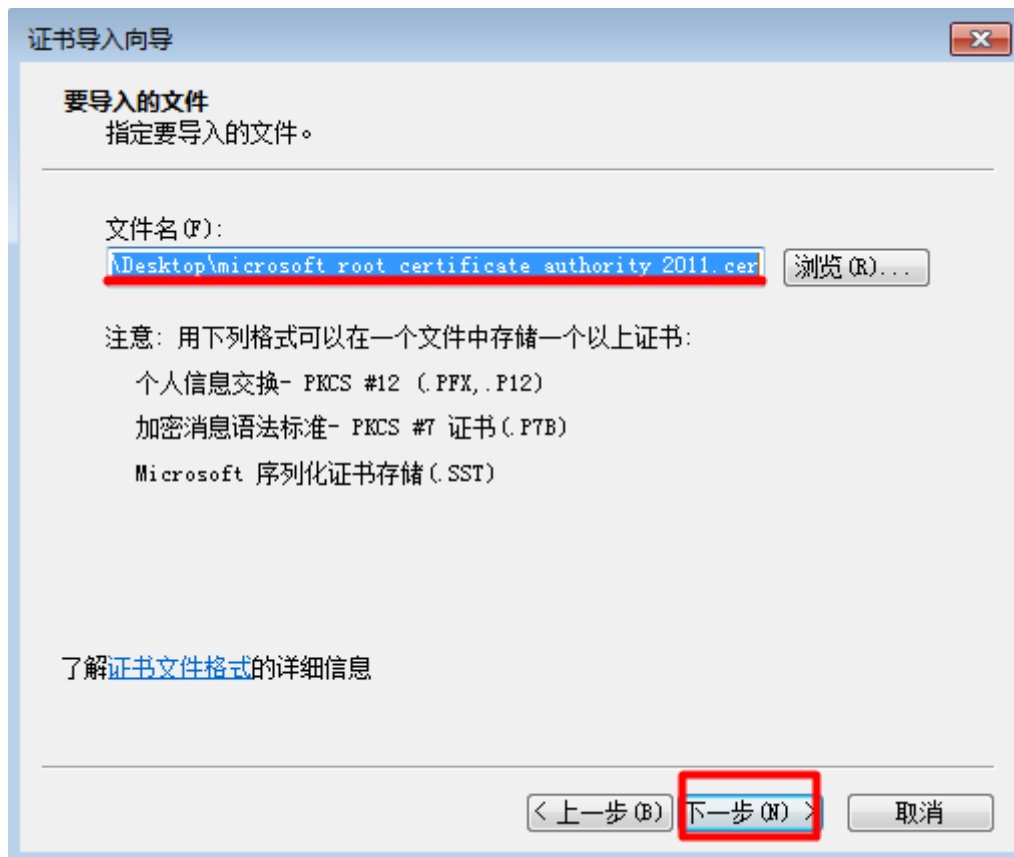 证书导入向导
要导入的文件
指定要导入的文件。
文件名(F):
\Desktop\microsoft root certificate authority 2011.cer
浏览(R)...
注意: 用下列格式可以在一个文件中存储一个以上证书:
个人信息交换- PKCS #12 (.PFX,.P12)
加密消息语法标准- PKCS #7 证书(.P7B)
Microsoft 序列化证书存储(.SST)
了解证书文件格式的详细信息
< 上一步(B) 下一步(N) > 取消